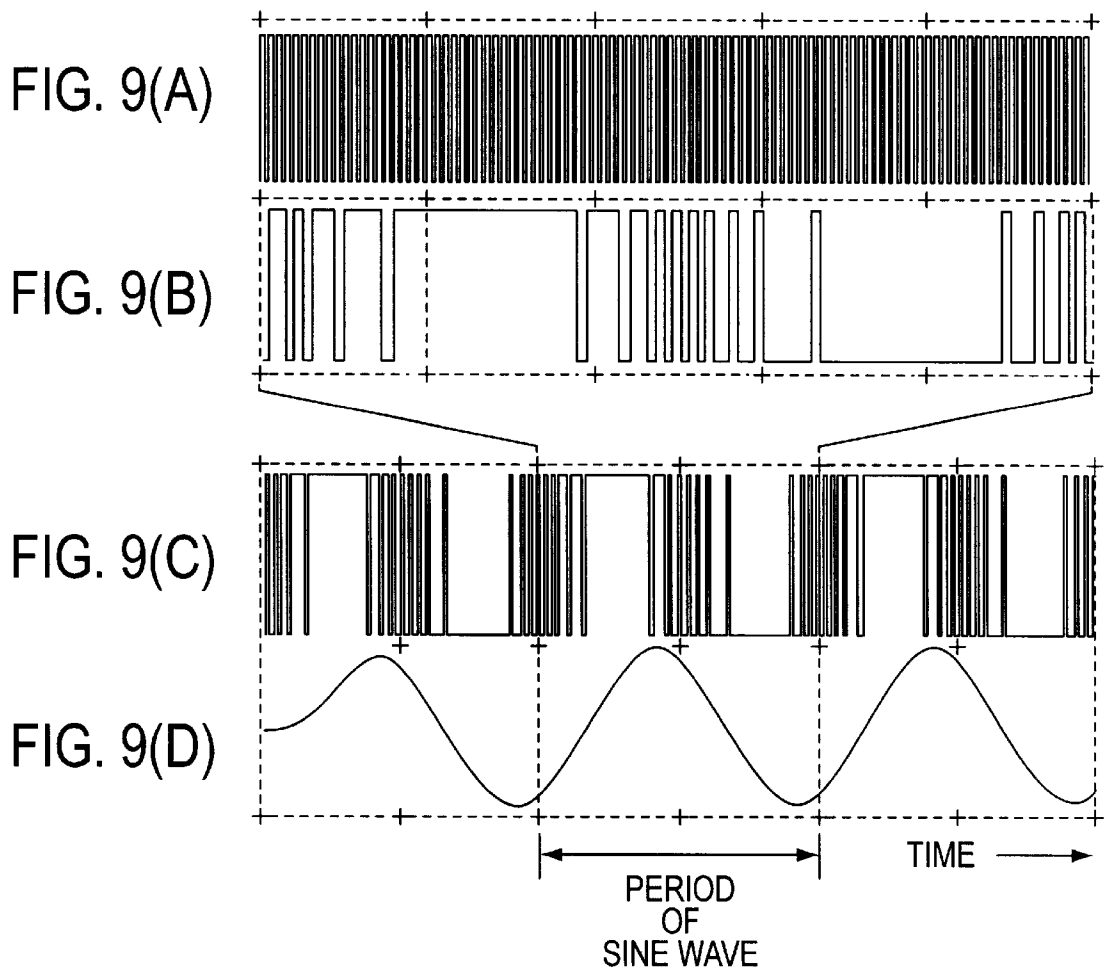 FIG. 9(A)
FIG. 9(B)
FIG. 9(C)
FIG. 9(D)
TIME
PERIOD
OF
SINE WAVE